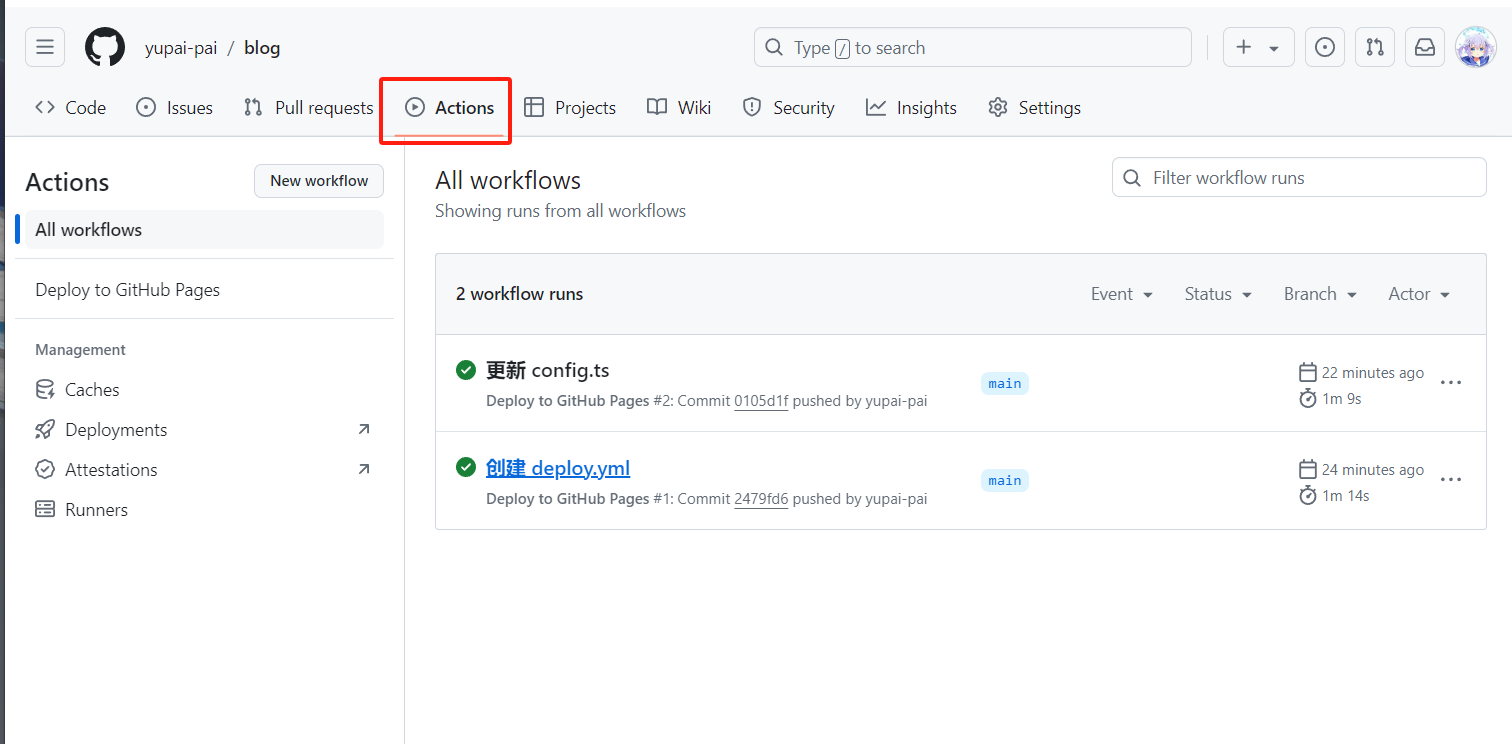 yupai-pai / blog
Type / to search
Code Issues Pull requests Actions Projects Wiki Security Insights Settings
Actions
New workflow
All workflows
Deploy to GitHub Pages
Management
Caches
Deployments
Attestations
Runners
All workflows
Showing runs from all workflows
Filter workflow runs
2 workflow runs
Event Status Branch Actor
更新 config.ts
Deploy to GitHub Pages #2: Commit 0105d1f pushed by yupai-pai
main
22 minutes ago
1m 9s
创建 deploy.yml
Deploy to GitHub Pages #1: Commit 2479fd6 pushed by yupai-pai
main
24 minutes ago
1m 14s